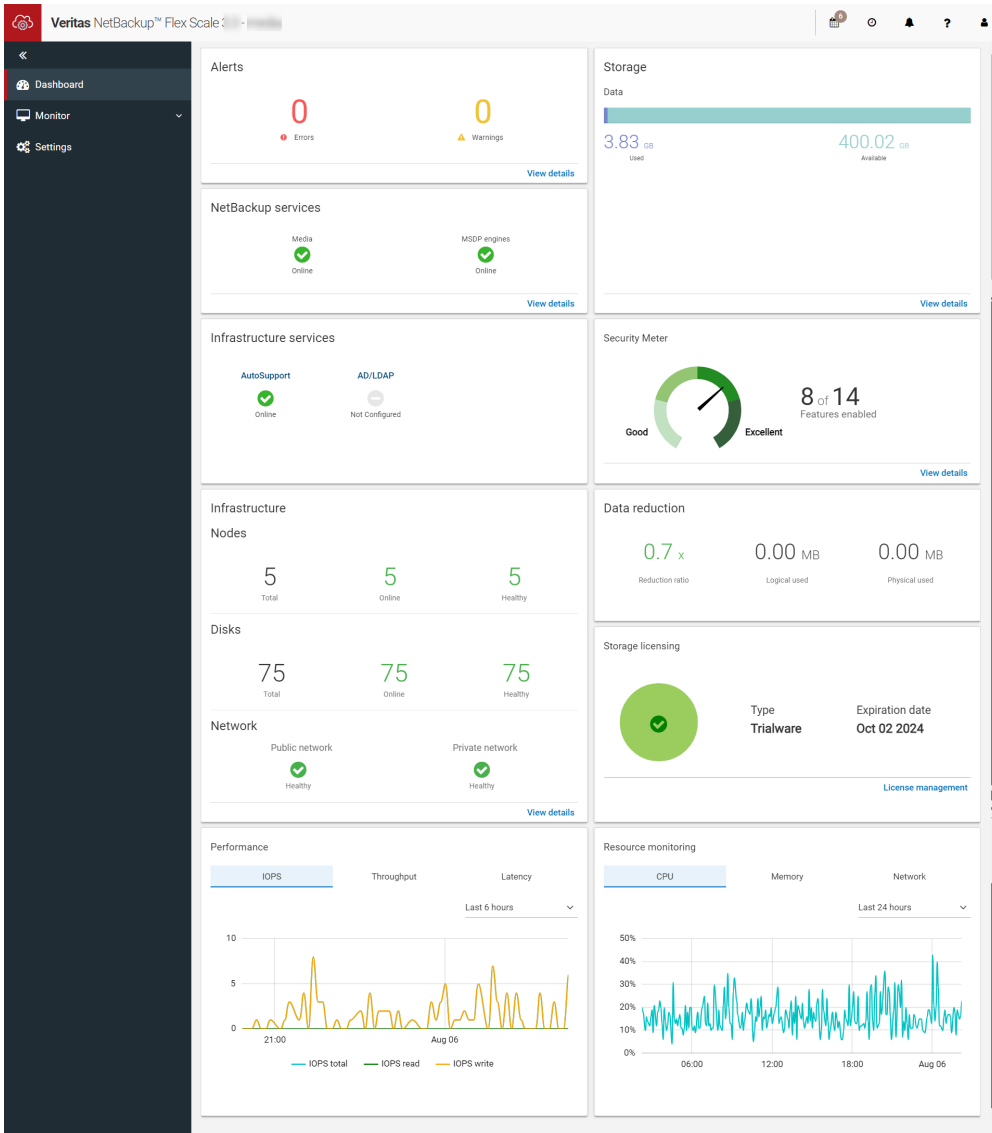 Veritas NetBackup™ Flex Scale 3
6
Dashboard
Monitor
Settings
Alerts
0 0
Errors Warnings
View details
NetBackup services
Media MSDP engines
Online Online
View details
Infrastructure services
AutoSupport AD/LDAP
Online Not Configured
Infrastructure
Nodes
5 5 5
Total Online Healthy
Disks
75 75 75
Total Online Healthy
Network
Public network Private network
Healthy Healthy
View details
Performance
IOPS Throughput Latency
Last 6 hours
10
5
0
21:00 Aug 06
IOPS total IOPS read IOPS write
Storage
Data
3.83 GB 400.02 GB
Used Available
View details
Security Meter
Good Excellent
8 of 14
Features enabled
View details
Data reduction
0.7 x 0.00 MB 0.00 MB
Reduction ratio Logical used Physical used
Storage licensing
Type Expiration date
Trialware Oct 02 2024
License management
Resource monitoring
CPU Memory Network
Last 24 hours
50%
40%
30%
20%
10%
0%
06:00 12:00 18:00 Aug 06